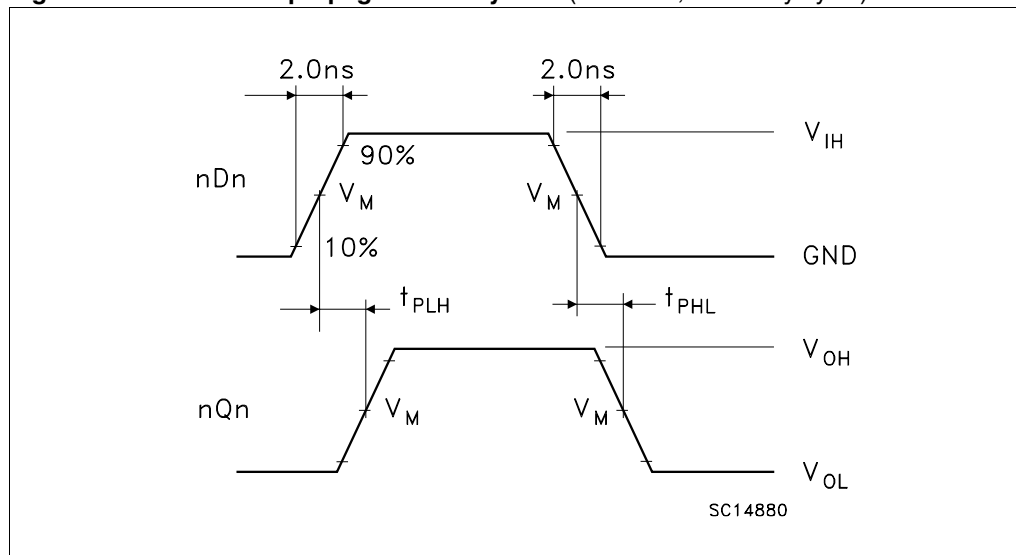 2.0ns
2.0ns
V_IH
90%
nDn
V_M
V_M
10%
GND
t_PLH
t_PHL
V_OH
nQn
V_M
V_M
V_OL
SC14880